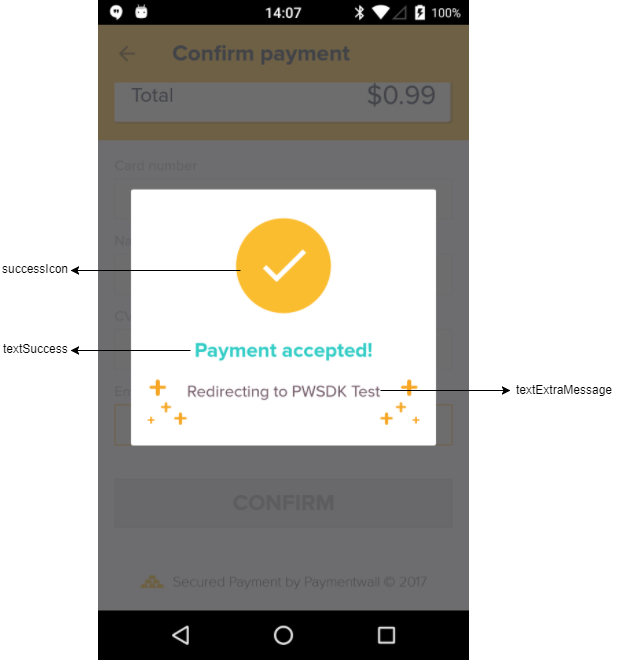 14:07
100%
Confirm payment
Total
$0.99
Card number
Na
successIcon
CV
textSuccess
Payment accepted!
En
Redirecting to PWSDK Test
textExtraMessage
CONFIRM
Secured Payment by Paymentwall © 2017